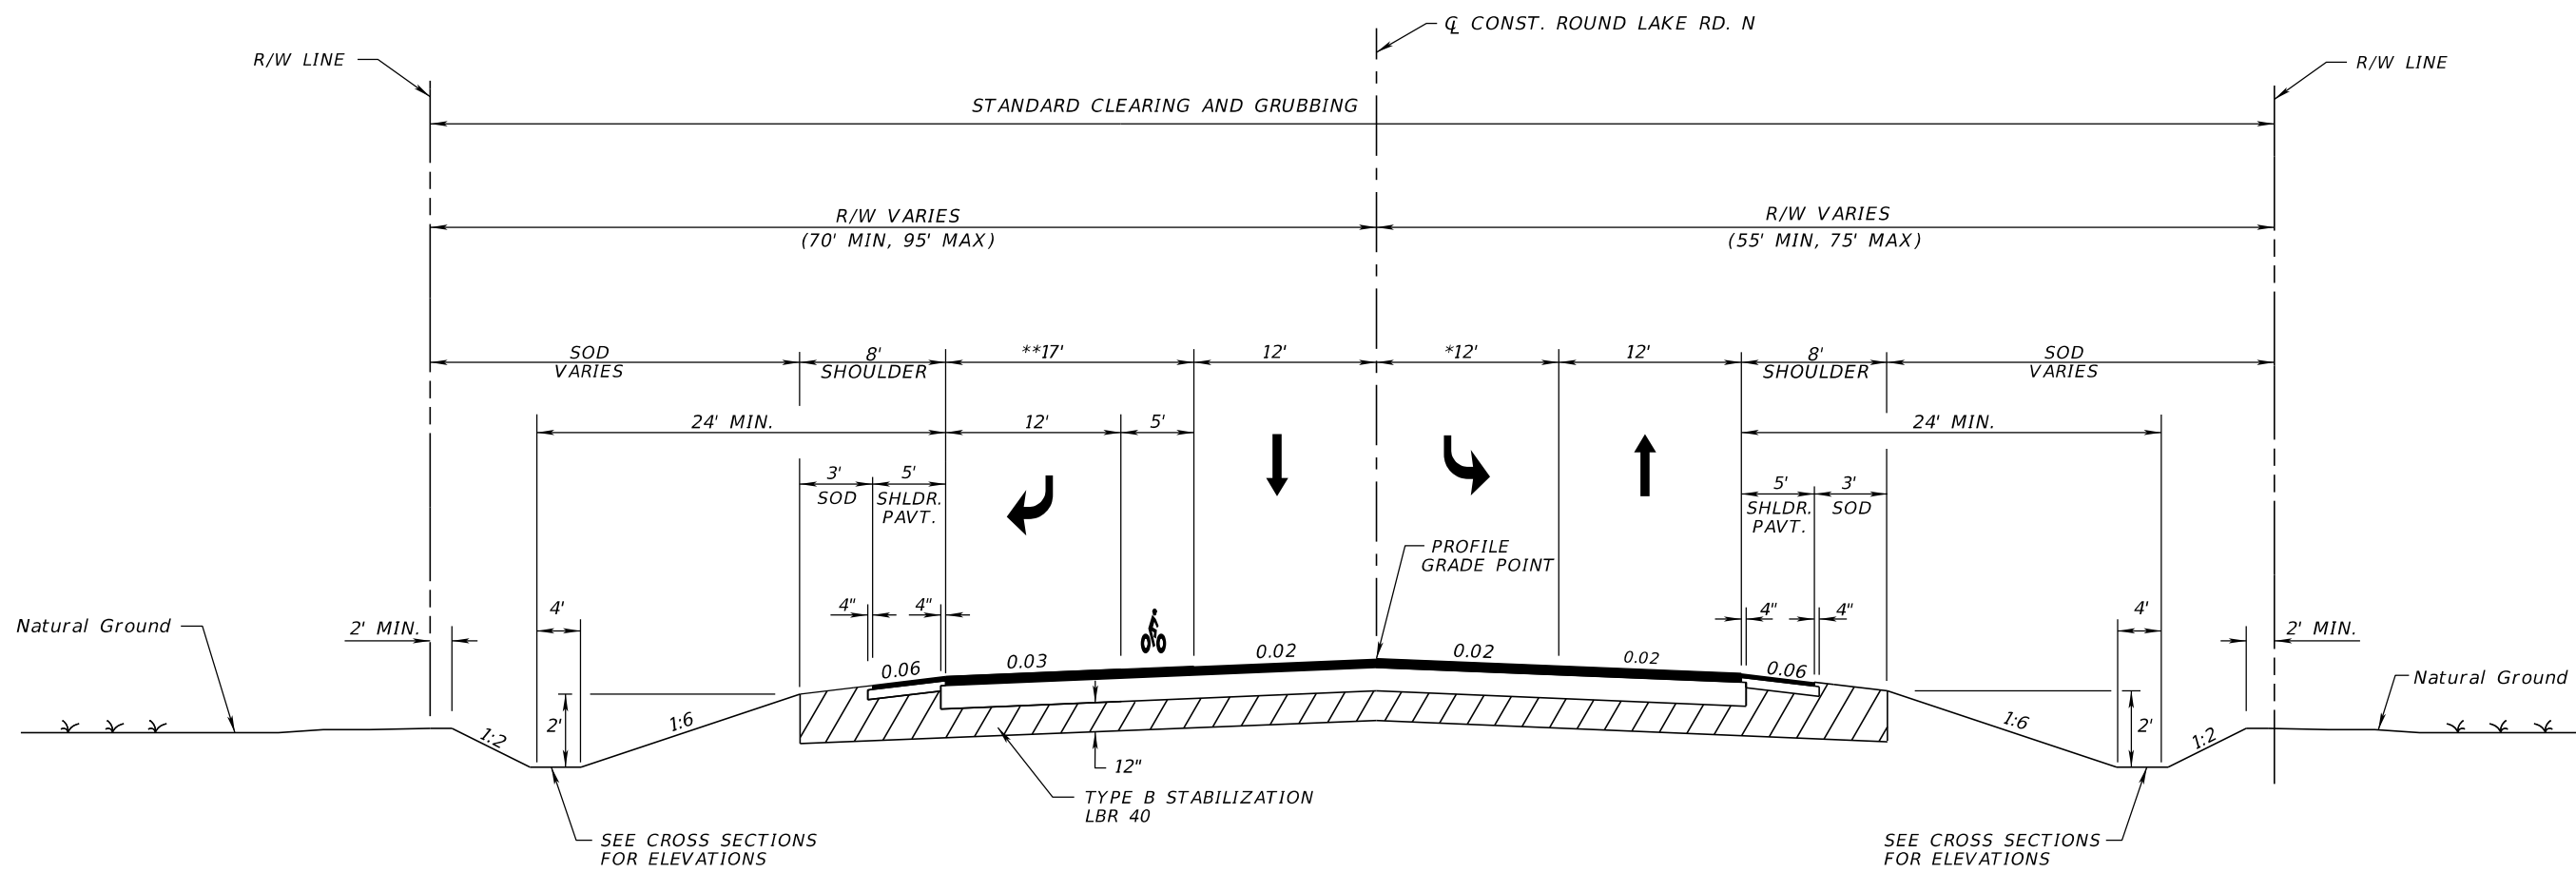 ℄ CONST. ROUND LAKE RD. N
R/W LINE
R/W LINE
STANDARD CLEARING AND GRUBBING
R/W VARIES
(70' MIN, 95' MAX)
R/W VARIES
(55' MIN, 75' MAX)
SOD
VARIES
8'
SHOULDER
**17'
12'
*12'
12'
8'
SHOULDER
SOD
VARIES
24' MIN.
12'
5'
24' MIN.
3'
SOD
5'
SHLDR.
PAVT.
5'
SHLDR.
PAVT.
3'
SOD
PROFILE
GRADE POINT
4'
4"
4"
4"
4"
4'
Natural Ground
2' MIN.
2' MIN.
0.06
0.03
0.02
0.02
0.02
0.06
Natural Ground
1:2
2'
1:6
1:6
2'
1:2
12"
TYPE B STABILIZATION
LBR 40
SEE CROSS SECTIONS
FOR ELEVATIONS
SEE CROSS SECTIONS
FOR ELEVATIONS